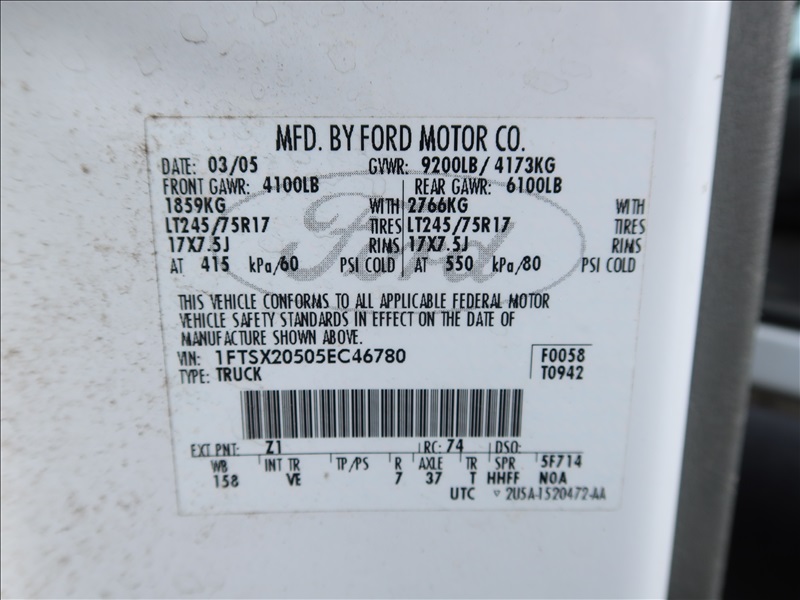 MFD. BY FORD MOTOR CO.
DATE: 03/05 GVWR: 9200LB/ 4173KG
FRONT GAWR: 4100LB REAR GAWR: 6100LB
1859KG WITH 2766KG WITH
LT245/75R17 TIRES LT245/75R17 TIRES
17X7.5J RIMS 17X7.5J RIMS
AT 415 kPa/60 PSI COLD AT 550 kPa/80 PSI COLD
Ford
THIS VEHICLE CONFORMS TO ALL APPLICABLE FEDERAL MOTOR
VEHICLE SAFETY STANDARDS IN EFFECT ON THE DATE OF
MANUFACTURE SHOWN ABOVE.
VIN: 1FTSX20505EC46780 F0058
TYPE: TRUCK T0942
EXT PNT: Z1 RC: 74 DSO:
WB INT TR TP/PS R AXLE TR SPR 5F714
158 VE 7 37 T HHFF NOA
UTC ▽ 2U5A-1520472-AA